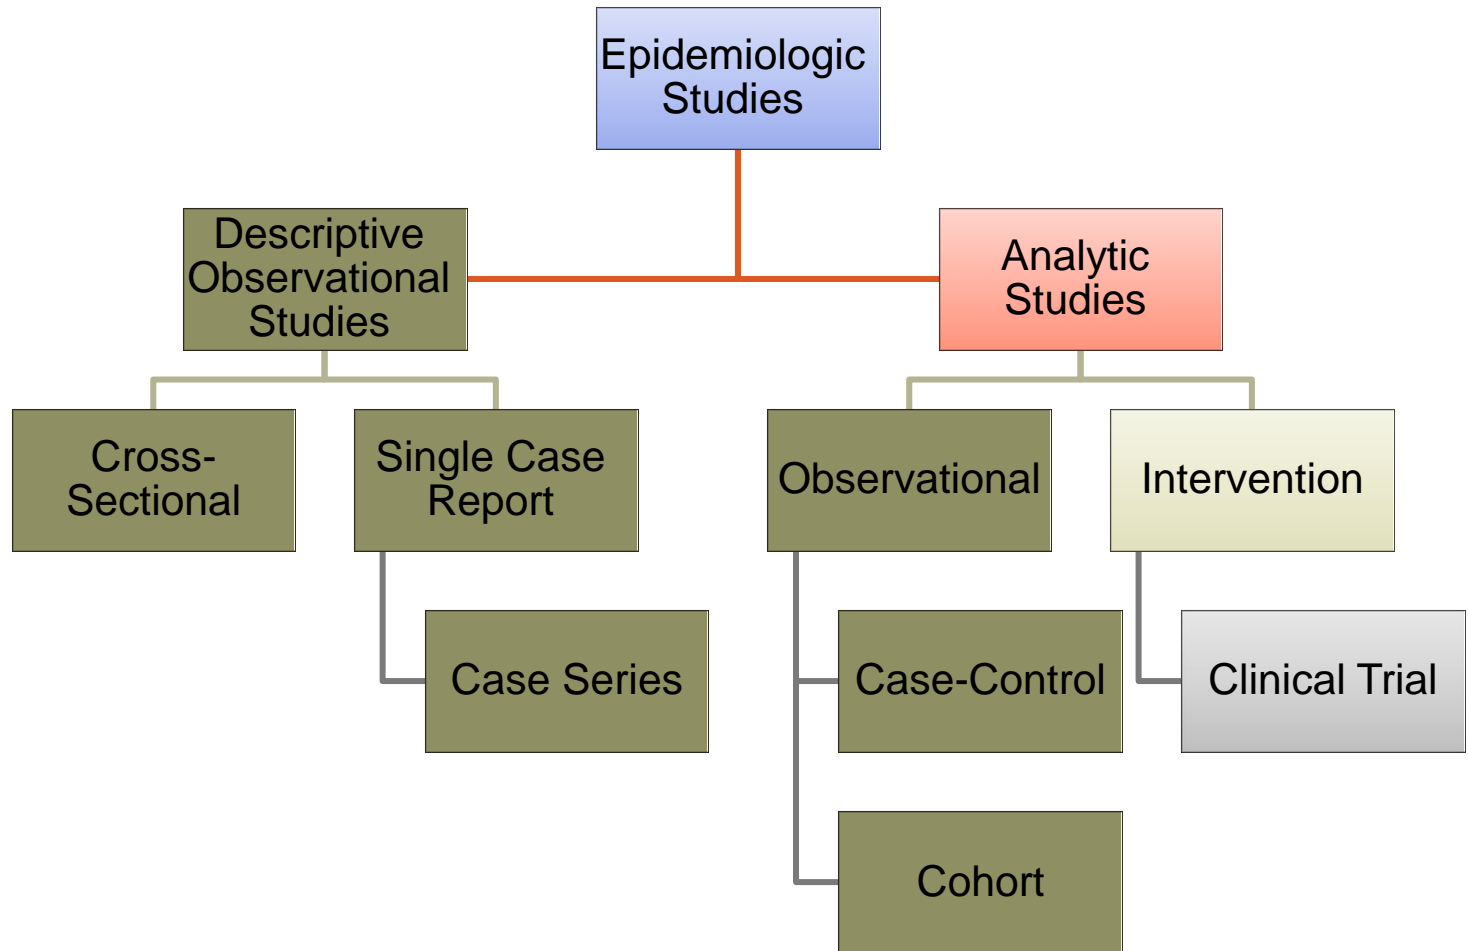 Epidemiologic
Studies
Descriptive
Observational
Studies
Analytic
Studies
Cross-
Sectional
Single Case
Report
Observational
Intervention
Case Series
Case-Control
Clinical Trial
Cohort